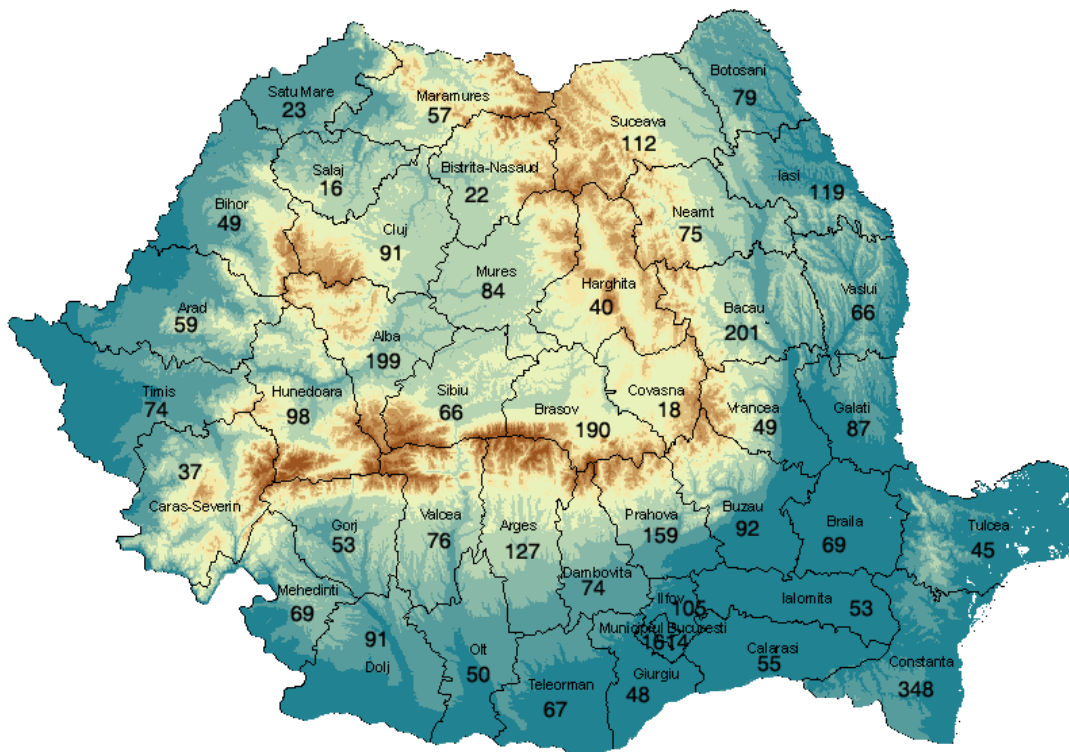 Botosani
79
Satu Mare
23
Maramures
57
Suceava
112
Iasi
119
Salaj
16
Bistrita-Nasaud
22
Bihor
49
Cluj
91
Neamt
75
Mures
84
Harghita
40
Vaslui
66
Bacau
201
Arad
59
Alba
199
Timis
74
Hunedoara
98
Sibiu
66
Brasov
190
Covasna
18
Vrancea
49
Galati
87
37
Caras-Severin
Gorj
53
Valcea
76
Arges
127
Prahova
159
Buzau
92
Braila
69
Tulcea
45
Dambovita
74
Mehedinti
69
Ilfov
105
Ialomita
53
Municipiul Bucuresti
1614
91
Dolj
Ott
50
Calarasi
55
Teleorman
67
Giurgiu
48
Constanta
348